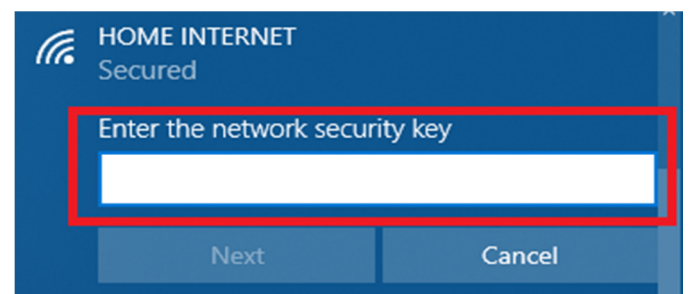 HOME INTERNET
Secured
Enter the network security key
Next
Cancel